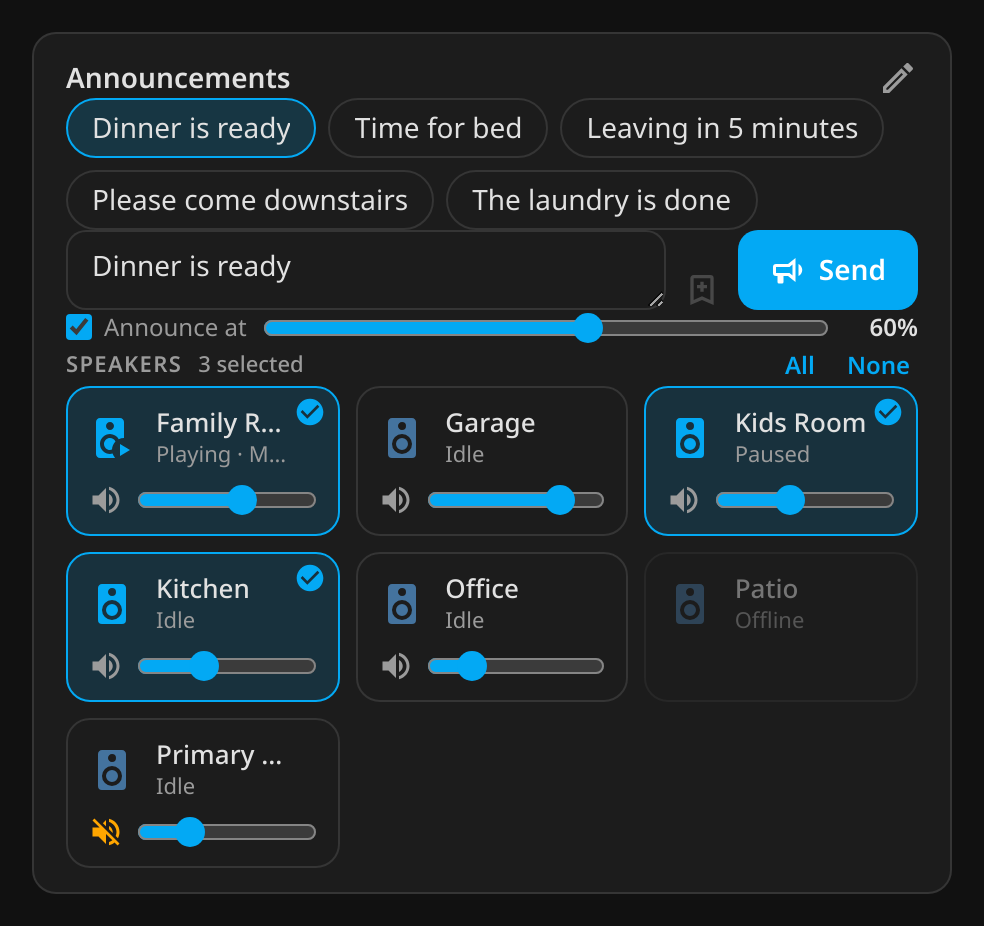 Announcements
Dinner is ready
Time for bed
Leaving in 5 minutes
Please come downstairs
The laundry is done
Dinner is ready
Send
Announce at
60%
SPEAKERS 3 selected
All
None
Family R...
Playing · M...
Garage
Idle
Kids Room
Paused
Kitchen
Idle
Office
Idle
Patio
Offline
Primary ...
Idle